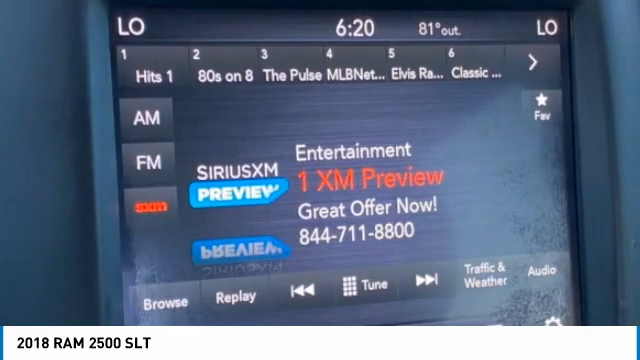 LO 6:20 81°out. LO
1 2 3 4 5 6
Hits 1 80s on 8 The Pulse MLBNet... Elvis Ra... Classic ...
AM
Fav
FM
sxm
SIRIUSXM
PREVIEW
Entertainment
1 XM Preview
Great Offer Now!
844-711-8800
PREVIEW
SIRIUSXM
Browse Replay Tune Traffic &
Weather Audio
2018 RAM 2500 SLT